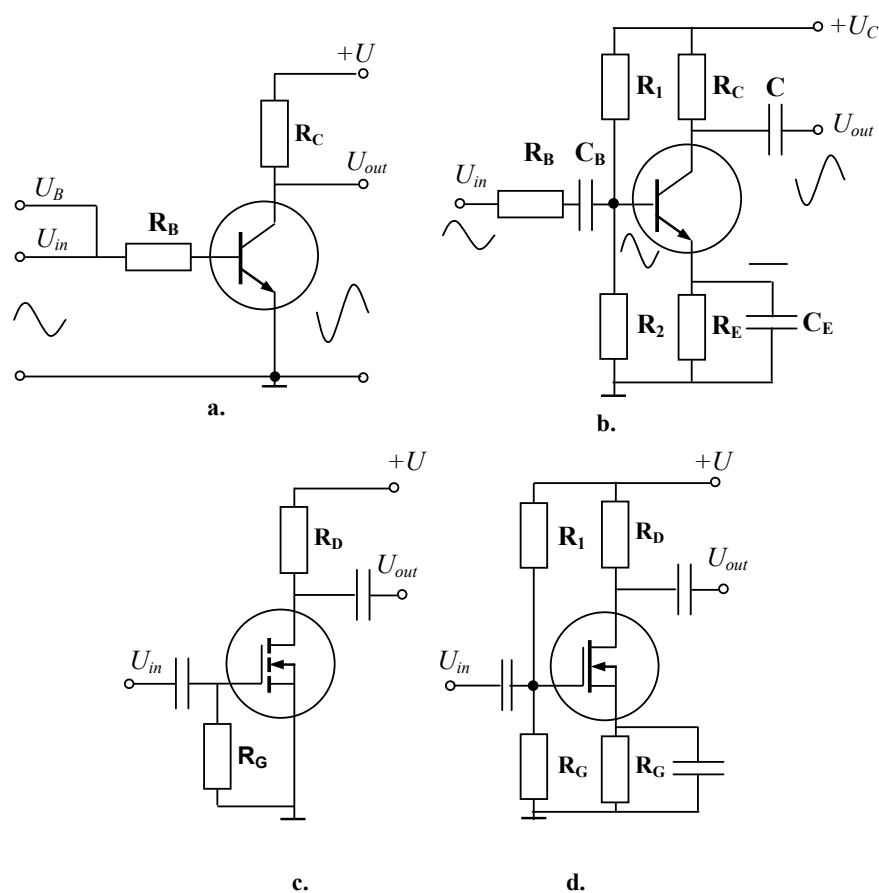 +U
R_C
U_out
U_B
U_in
R_B
a.
+U_C
R_1
R_C
C
U_out
R_B
C_B
U_in
R_2
R_E
C_E
b.
+U
R_D
U_out
U_in
R_G
c.
+U
R_1
R_D
U_out
U_in
R_G
R_G
d.